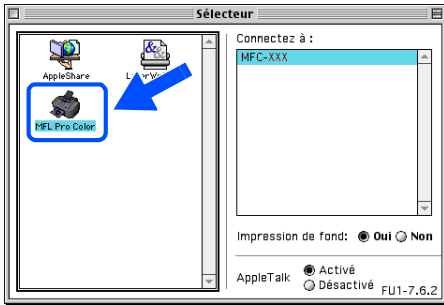 Sélecteur
AppleShare
Connectez à :
MFC-XXX
MFL Pro Color
Impression de fond: Oui Non
AppleTalk
Activé
Désactivé
FU1-7.6.2